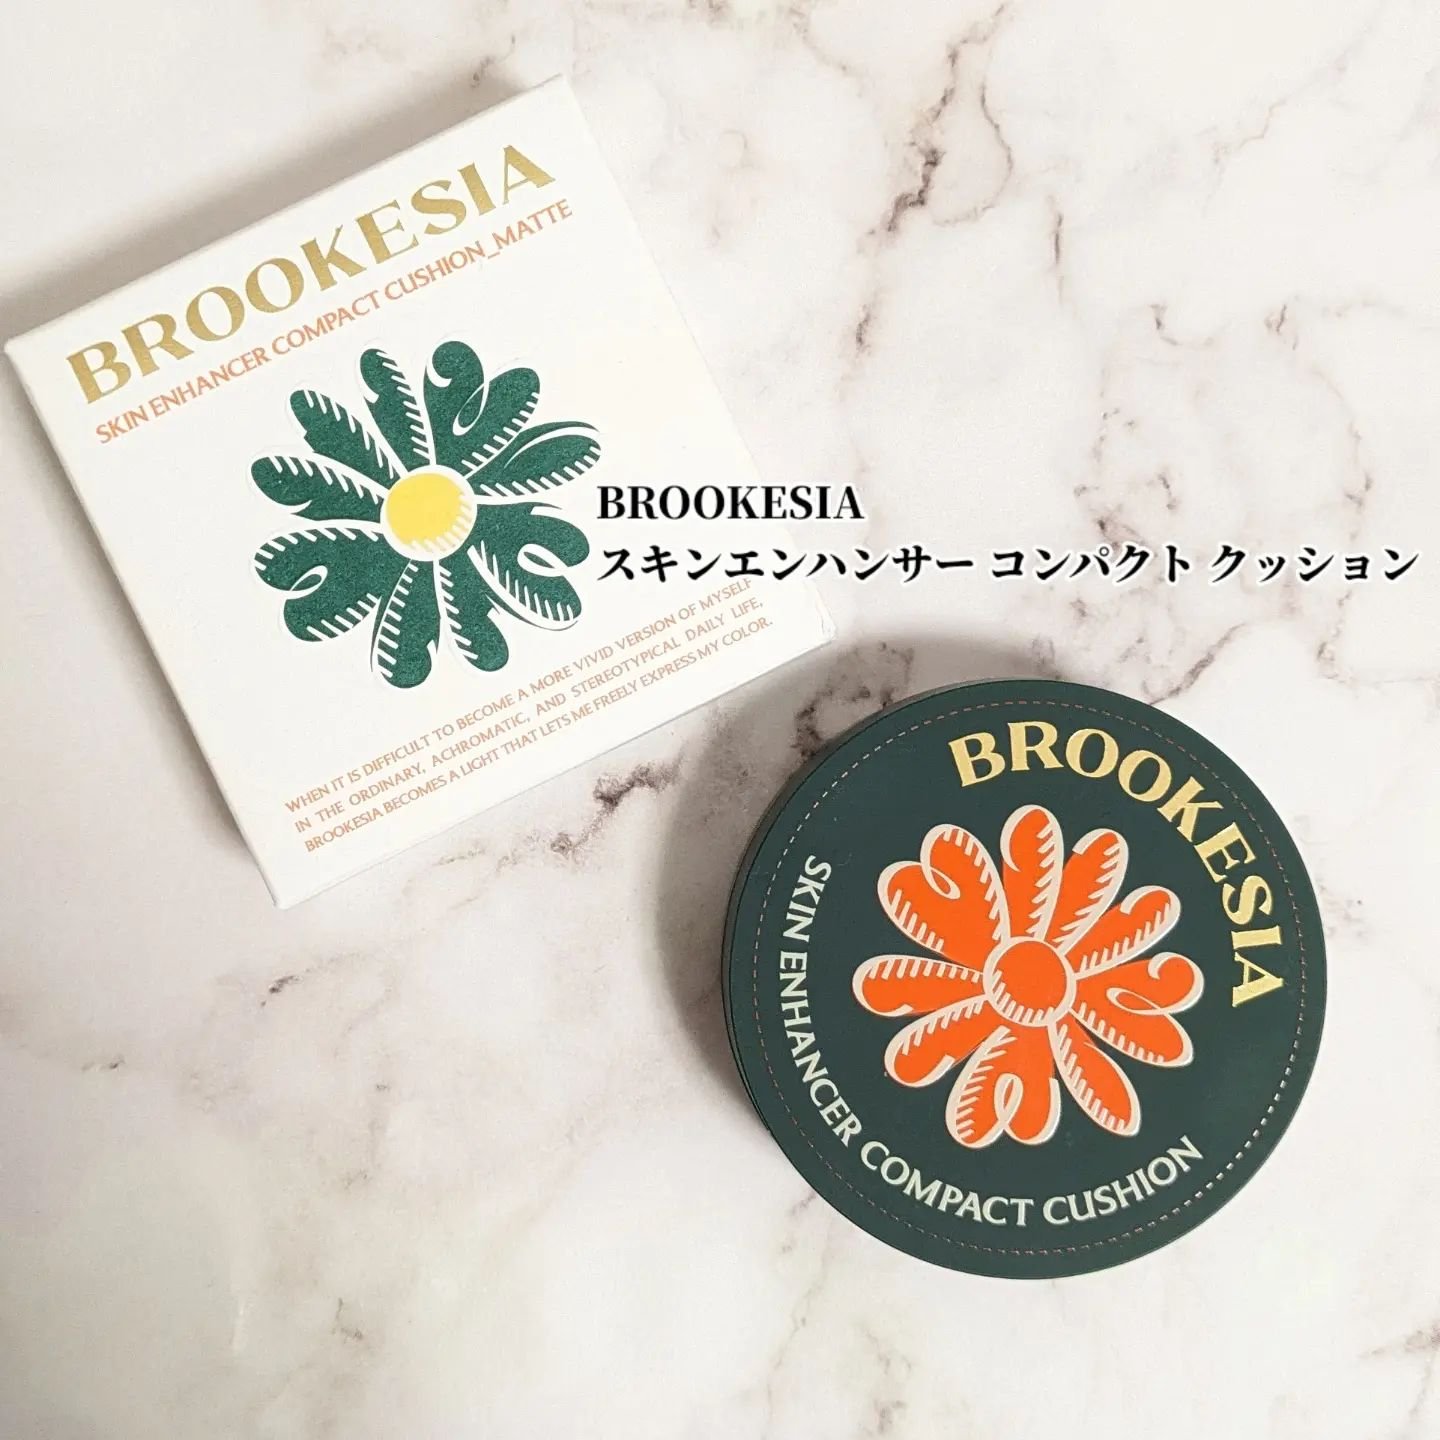 BROOKESIA
SKIN ENHANCER COMPACT CUSHION_MATTE
BROOKESIA
スキンエンハンサー コンパクト クッション
WHEN IT IS DIFFICULT TO BECOME A MORE VIVID VERSION OF MYSELF
IN THE ORDINARY, ACHROMATIC, AND STEREOTYPICAL DAILY LIFE,
BROOKESIA BECOMES A LIGHT THAT LETS ME FREELY EXPRESS MY COLOR.
BROOKESIA
SKIN ENHANCER COMPACT CUSHION